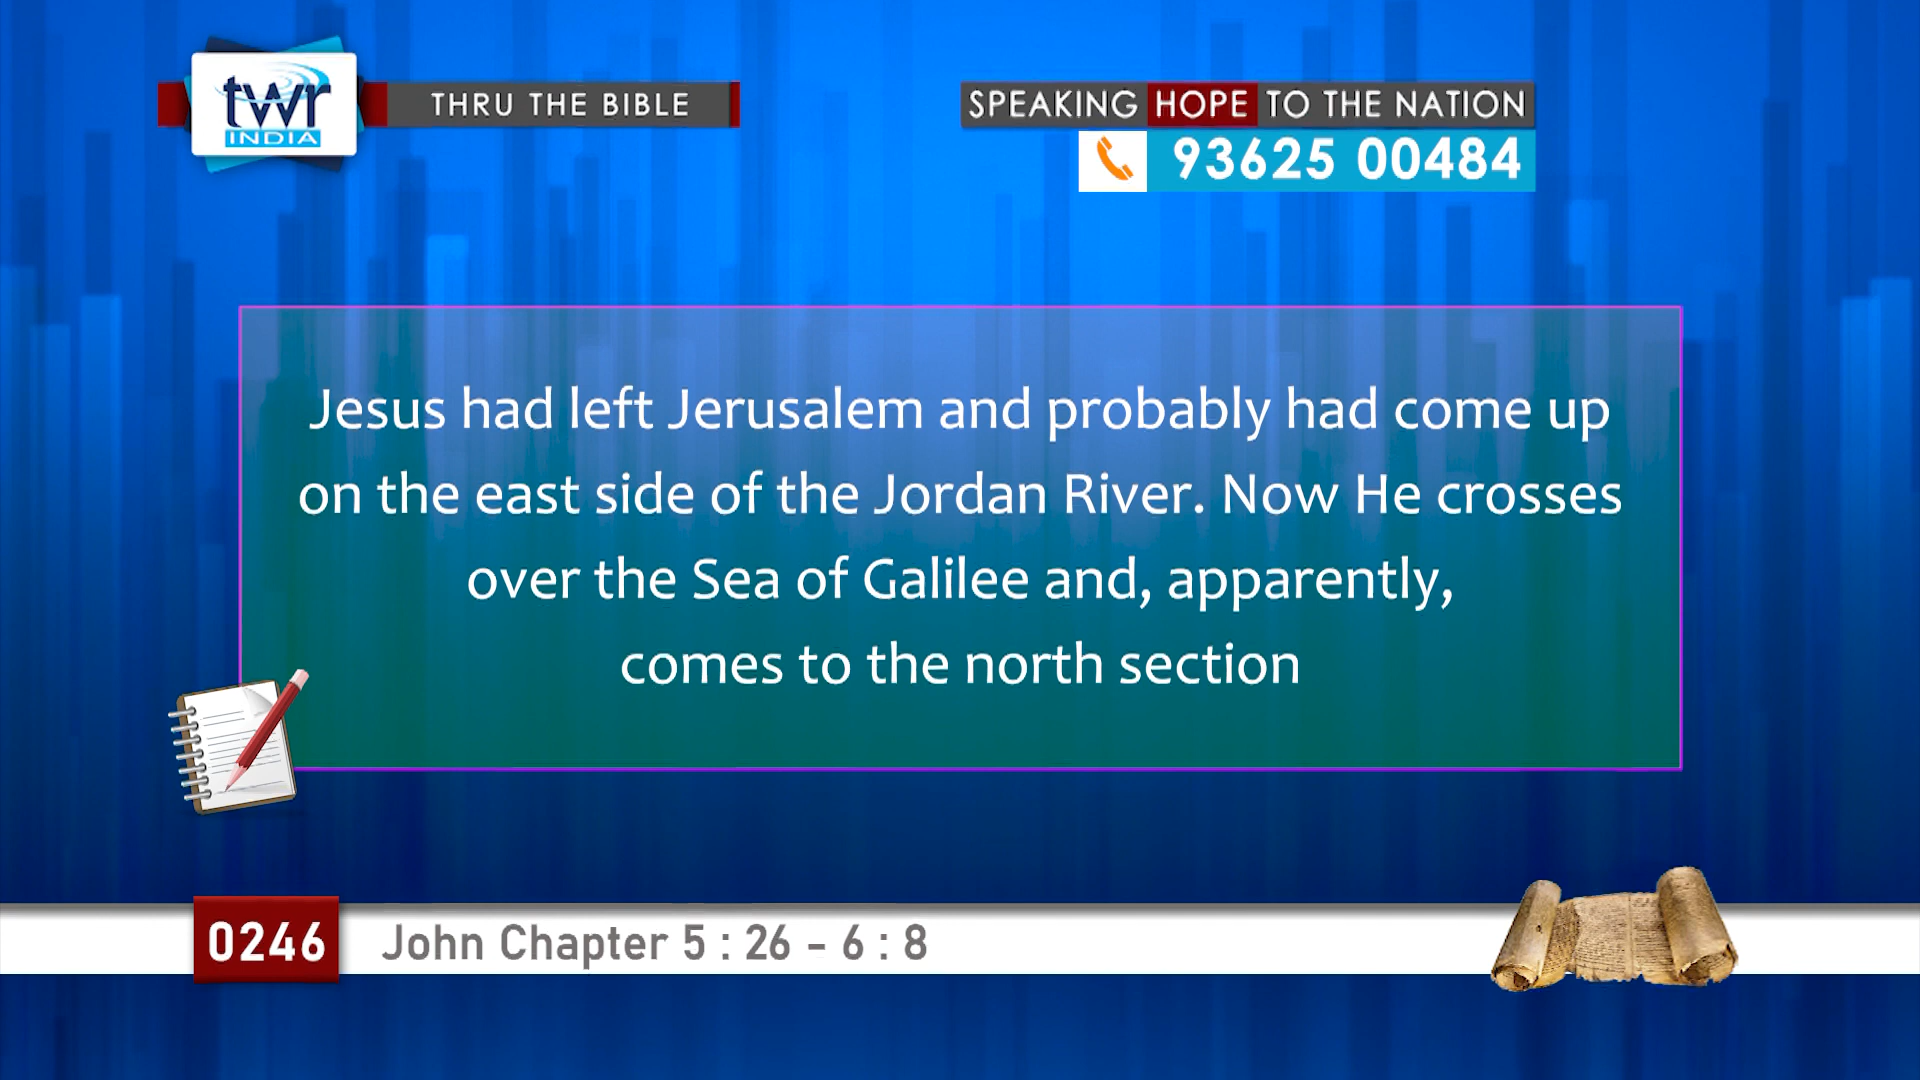 twr
INDIA
THRU THE BIBLE
SPEAKING HOPE TO THE NATION
93625 00484
Jesus had left Jerusalem and probably had come up
on the east side of the Jordan River. Now He crosses
over the Sea of Galilee and, apparently,
comes to the north section
0246
John Chapter 5 : 26 - 6 : 8